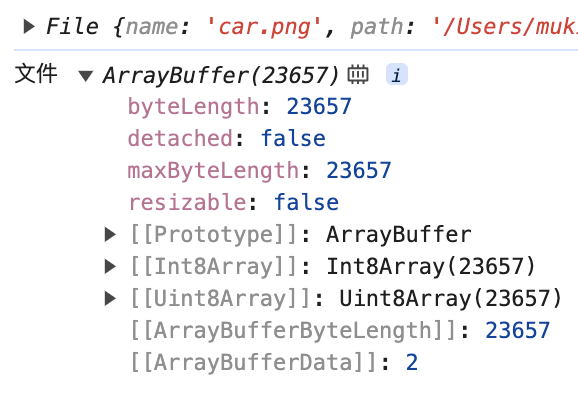 ▶ File {name: 'car.png', path: '/Users/muk
文件 ▼ ArrayBuffer(23657) i
byteLength: 23657
detached: false
maxByteLength: 23657
resizable: false
▶ [[Prototype]]: ArrayBuffer
▶ [[Int8Array]]: Int8Array(23657)
▶ [[Uint8Array]]: Uint8Array(23657)
[[ArrayBufferByteLength]]: 23657
[[ArrayBufferData]]: 2